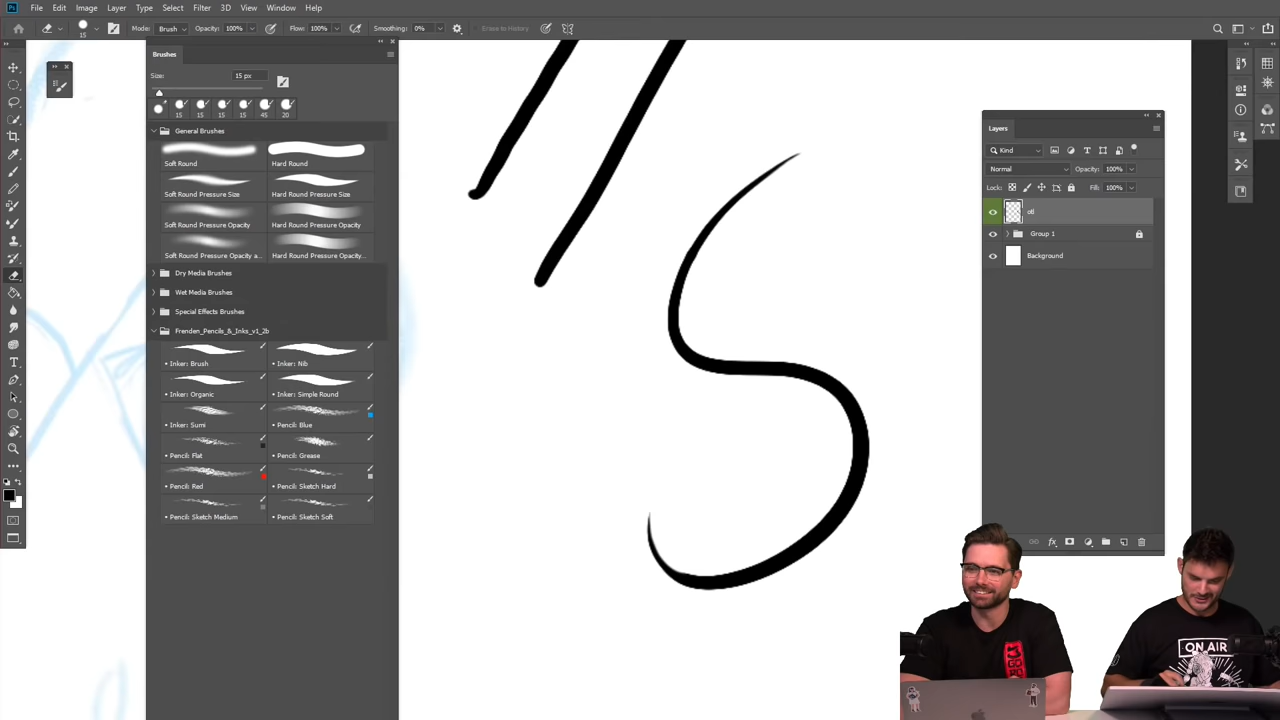 Ps File Edit Image Layer Type Select Filter 3D View Window Help
15 Mode: Brush Opacity: 100% Flow: 100% Smoothing: 0% Erase to History
Brushes
Size: 15 px
15 15 15 15 45 20
General Brushes
Soft Round Hard Round
Soft Round Pressure Size Hard Round Pressure Size
Soft Round Pressure Opacity Hard Round Pressure Opacity
Soft Round Pressure Opacity a... Hard Round Pressure Opacity...
Dry Media Brushes
Wet Media Brushes
Special Effects Brushes
Frenden_Pencils_&_Inks_v1_2b
• Inker: Brush • Inker: Nib
• Inker: Organic • Inker: Simple Round
• Inker: Sumi • Pencil: Blue
• Pencil: Flat • Pencil: Grease
• Pencil: Red • Pencil: Sketch Hard
• Pencil: Sketch Medium • Pencil: Sketch Soft
Layers
Kind
Normal Opacity: 100%
Lock: Fill: 100%
Group 1
Background
fx
ON AIR